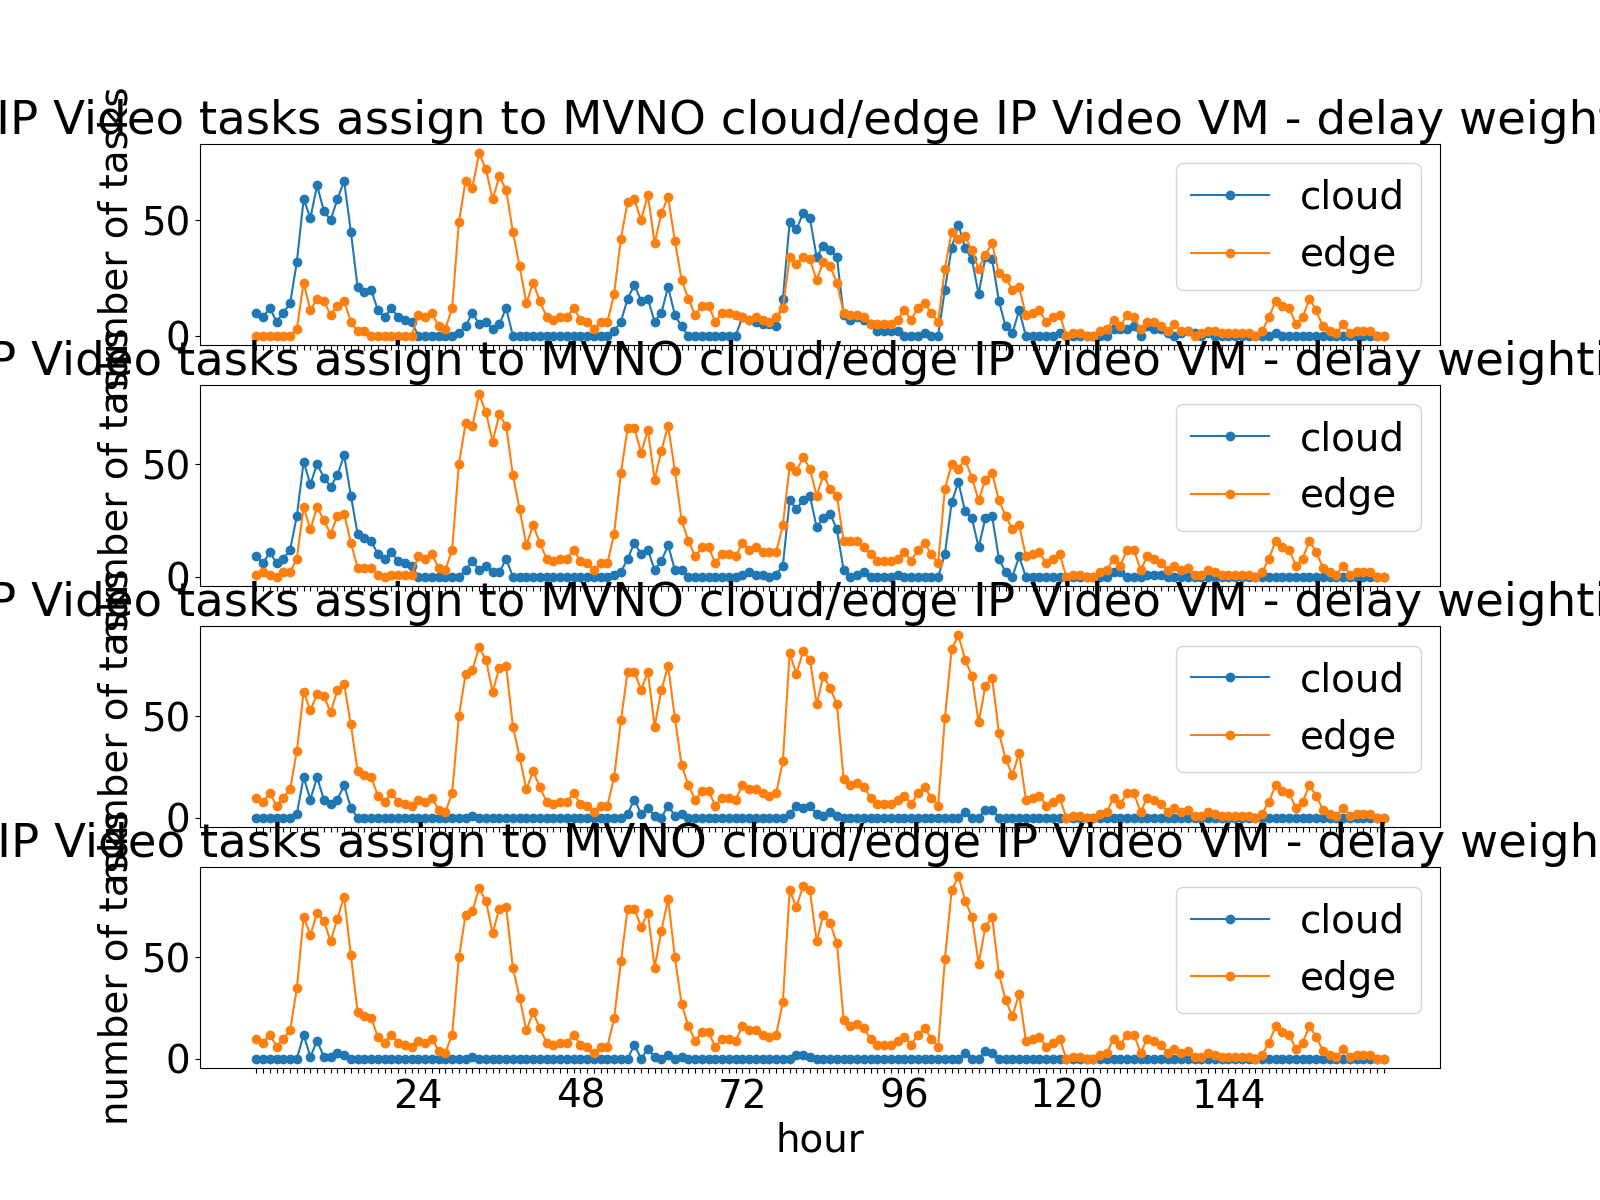 IP Video tasks assign to MVNO cloud/edge IP Video VM - delay
number of tasks
50
0
cloud
edge
Video tasks assign to MVNO cloud/edge IP Video VM - delay
number of tasks
50
0
cloud
edge
Video tasks assign to MVNO cloud/edge IP Video VM - delay
number of tasks
50
0
cloud
edge
IP Video tasks assign to MVNO cloud/edge IP Video VM - delay
number of tasks
50
0
cloud
edge
24 48 72 96 120 144
hour